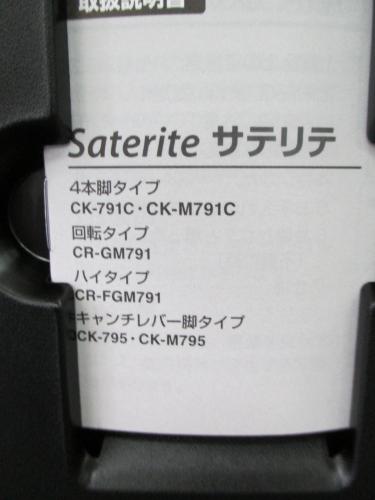 取扱説明書
Saterite サテリテ
4本脚タイプ
CK-791C・CK-M791C
回転タイプ
CR-GM791
ハイタイプ
CR-FGM791
キャンチレバー脚タイプ
CK-795・CK-M795